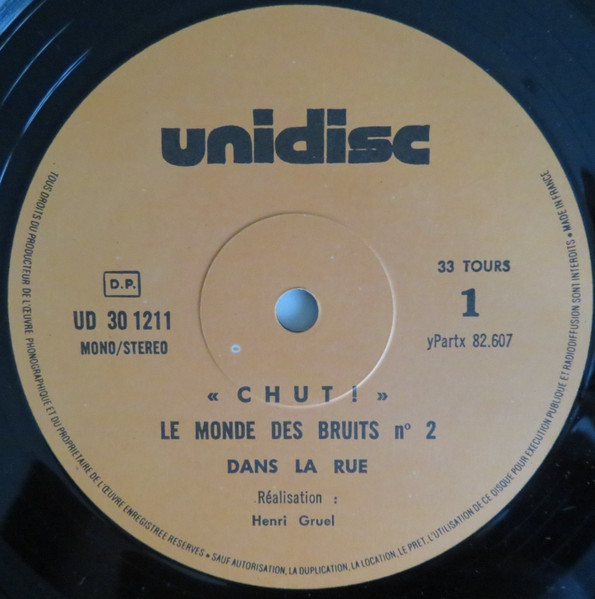 unidisc
D.P.
UD 30 1211
MONO/STEREO
33 TOURS
1
yPartx 82.607
« CHUT ! »
LE MONDE DES BRUITS nº 2
DANS LA RUE
Réalisation :
Henri Gruel
TOUS DROITS DU PRODUCTEUR DE L'ŒUVRE PHONOGRAPHIQUE ET DU PROPRIETAIRE DE L'ŒUVRE ENREGISTREE RESERVES • SAUF AUTORISATION, LA DUPLICATION, LA LOCATION, LE PRET, L'UTILISATION DE CE DISQUE POUR EXECUTION PUBLIQUE ET RADIODIFFUSION SONT INTERDITS • MADE IN FRANCE